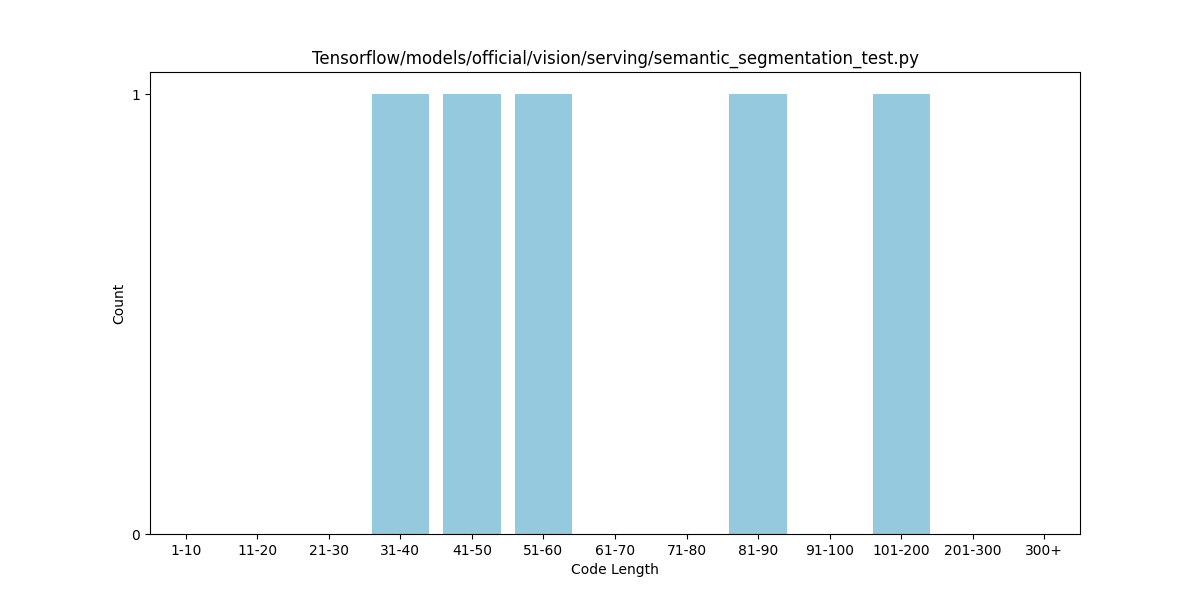 Tensorflow/models/official/vision/serving/semantic_segmentation_test.py
1
Count
0
1-10 11-20 21-30 31-40 41-50 51-60 61-70 71-80 81-90 91-100 101-200 201-300 300+
Code Length